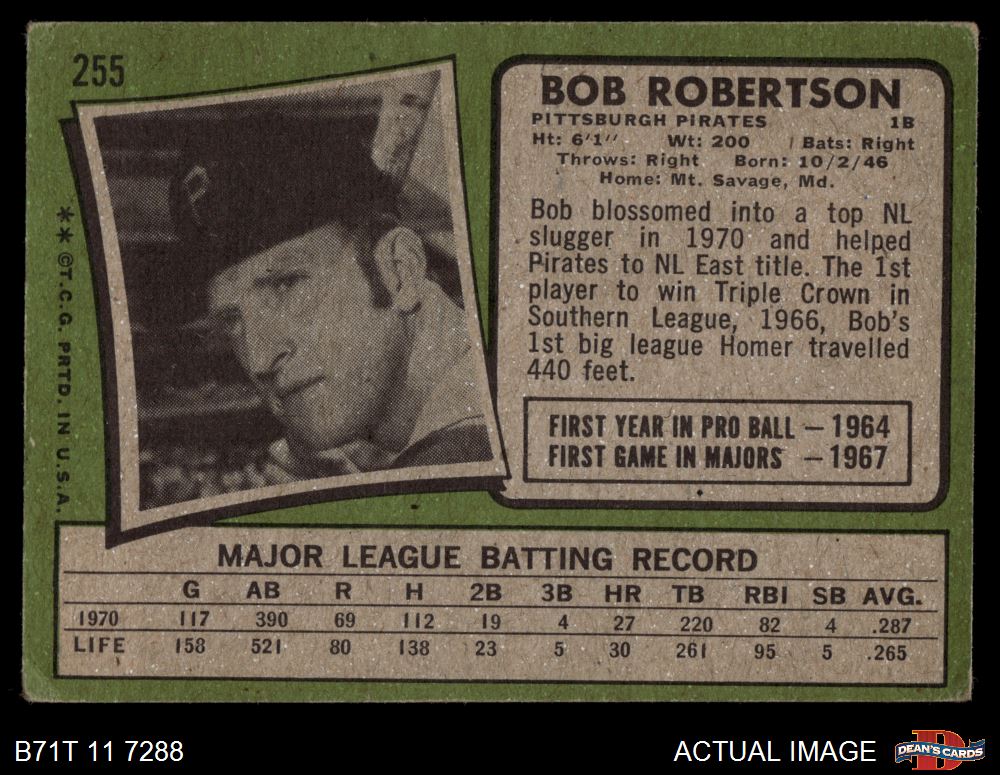 255
BOB ROBERTSON
PITTSBURGH PIRATES 1B
Ht: 6'1" Wt: 200 Bats: Right
Throws: Right Born: 10/2/46
Home: Mt. Savage, Md.
Bob blossomed into a top NL
slugger in 1970 and helped
Pirates to NL East title. The 1st
player to win Triple Crown in
Southern League, 1966, Bob's
1st big league Homer travelled
440 feet.
FIRST YEAR IN PRO BALL — 1964
FIRST GAME IN MAJORS — 1967
** ©T.C.G. PRTD. IN U.S.A.
MAJOR LEAGUE BATTING RECORD
G AB R H 2B 3B HR TB RBI SB AVG.
1970 117 390 69 112 19 4 27 220 82 4 .287
LIFE 158 521 80 138 23 5 30 261 95 5 .265
B71T 11 7288 ACTUAL IMAGE
D
DEAN'S CARDS